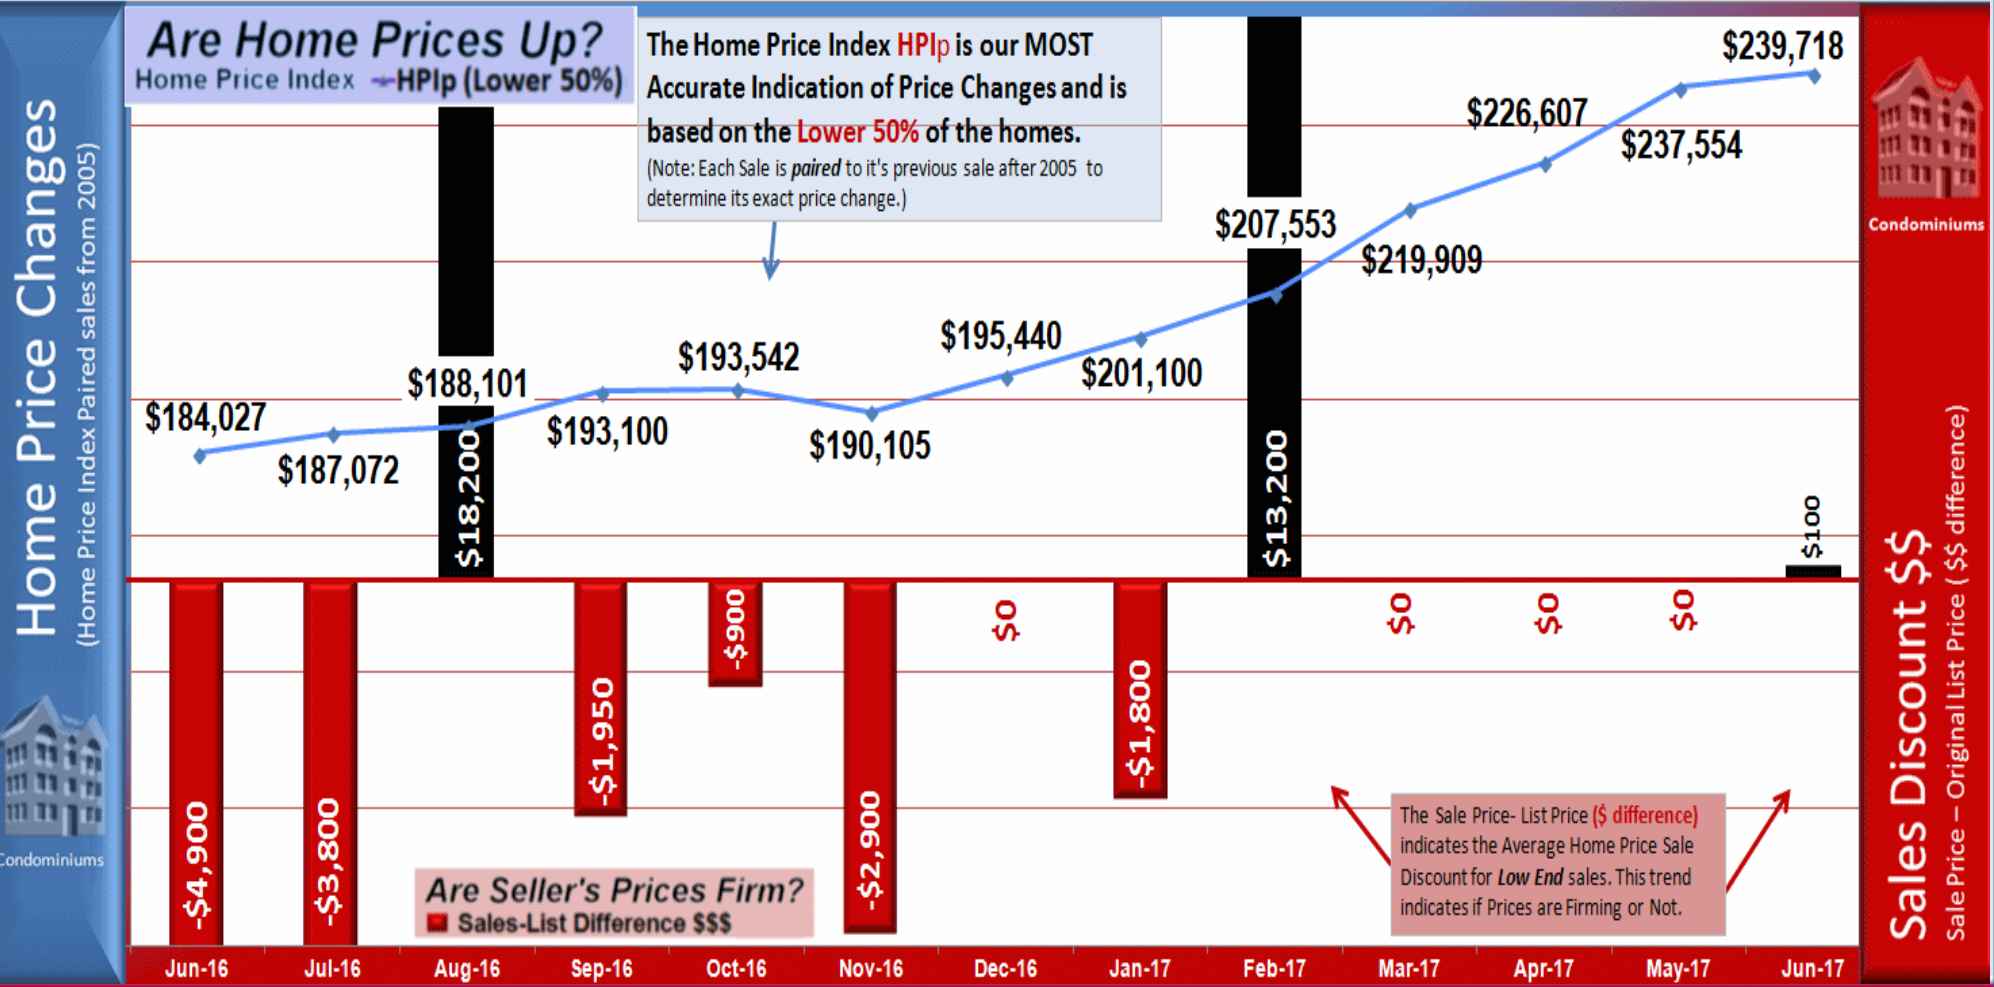 Are Home Prices Up?
Home Price Index HPIp (Lower 50%)
The Home Price Index HPIp is our MOST
Accurate Indication of Price Changes and is
based on the Lower 50% of the homes.
(Note: Each Sale is paired to it's previous sale after 2005 to
determine its exact price change.)
Home Price Changes
(Home Price Index Paired sales from 2005)
Condominiums
$184,027
$187,072
$188,101
$193,100
$193,542
$190,105
$195,440
$201,100
$207,553
$219,909
$226,607
$237,554
$239,718
-$4,900
-$3,800
$18,200
-$1,950
-$900
-$2,900
$0
-$1,800
$13,200
$0
$0
$0
$100
Are Seller's Prices Firm?
Sales-List Difference $$$
The Sale Price- List Price ($ difference)
indicates the Average Home Price Sale
Discount for Low End sales. This trend
indicates if Prices are Firming or Not.
Jun-16
Jul-16
Aug-16
Sep-16
Oct-16
Nov-16
Dec-16
Jan-17
Feb-17
Mar-17
Apr-17
May-17
Jun-17
Condominiums
Sales Discount $$
Sale Price – Original List Price ( $$ difference)